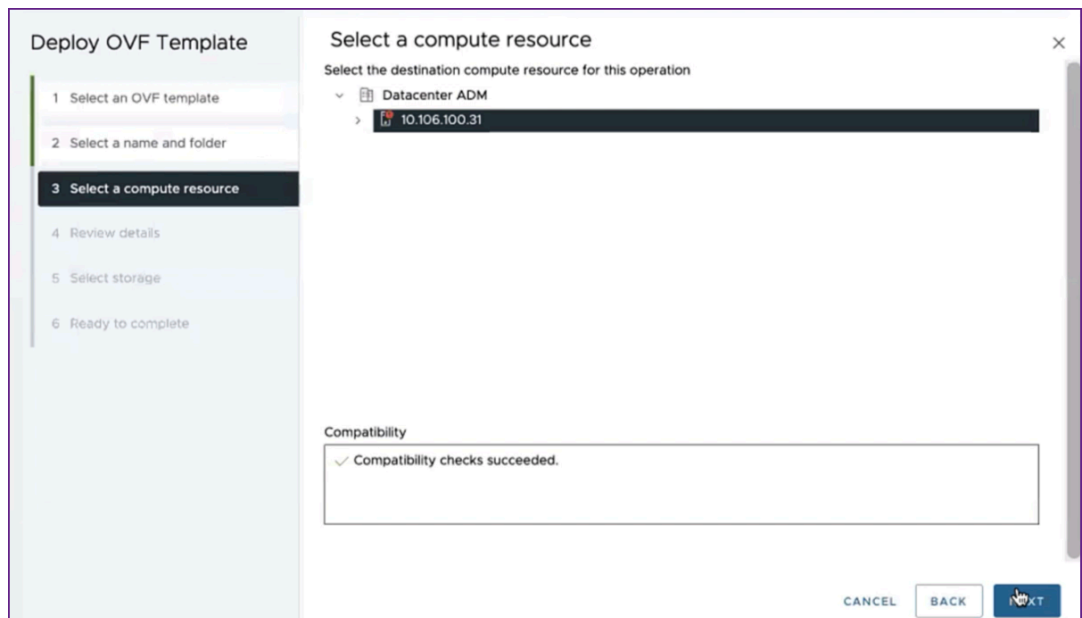 Deploy OVF Template
1 Select an OVF template
2 Select a name and folder
3 Select a compute resource
4 Review details
5 Select storage
6 Ready to complete
Select a compute resource
Select the destination compute resource for this operation
Datacenter ADM
10.106.100.31
Compatibility
Compatibility checks succeeded.
CANCEL
BACK
NEXT